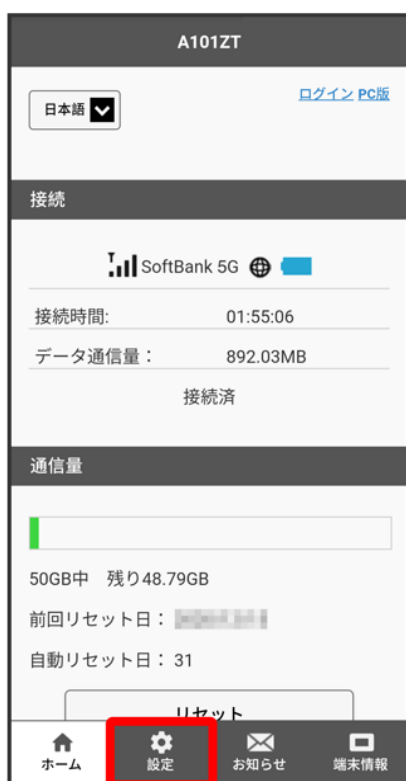 A101ZT
日本語
ログイン PC版
接続
SoftBank 5G
接続時間: 01:55:06
データ通信量： 892.03MB
接続済
通信量
50GB中 残り48.79GB
前回リセット日：
自動リセット日：31
リセット
ホーム 設定 お知らせ 端末情報